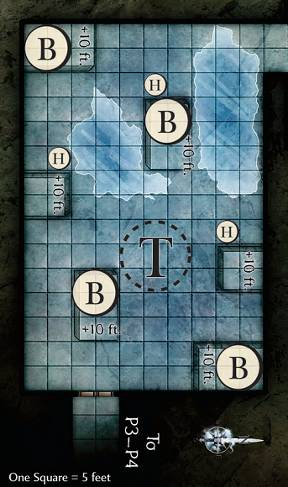 B
+10 ft.
H
B
+10 ft.
H
+10 ft.
T
H
+10 ft.
B
+10 ft.
+10 ft.
B
To
P3–P4
One Square = 5 feet